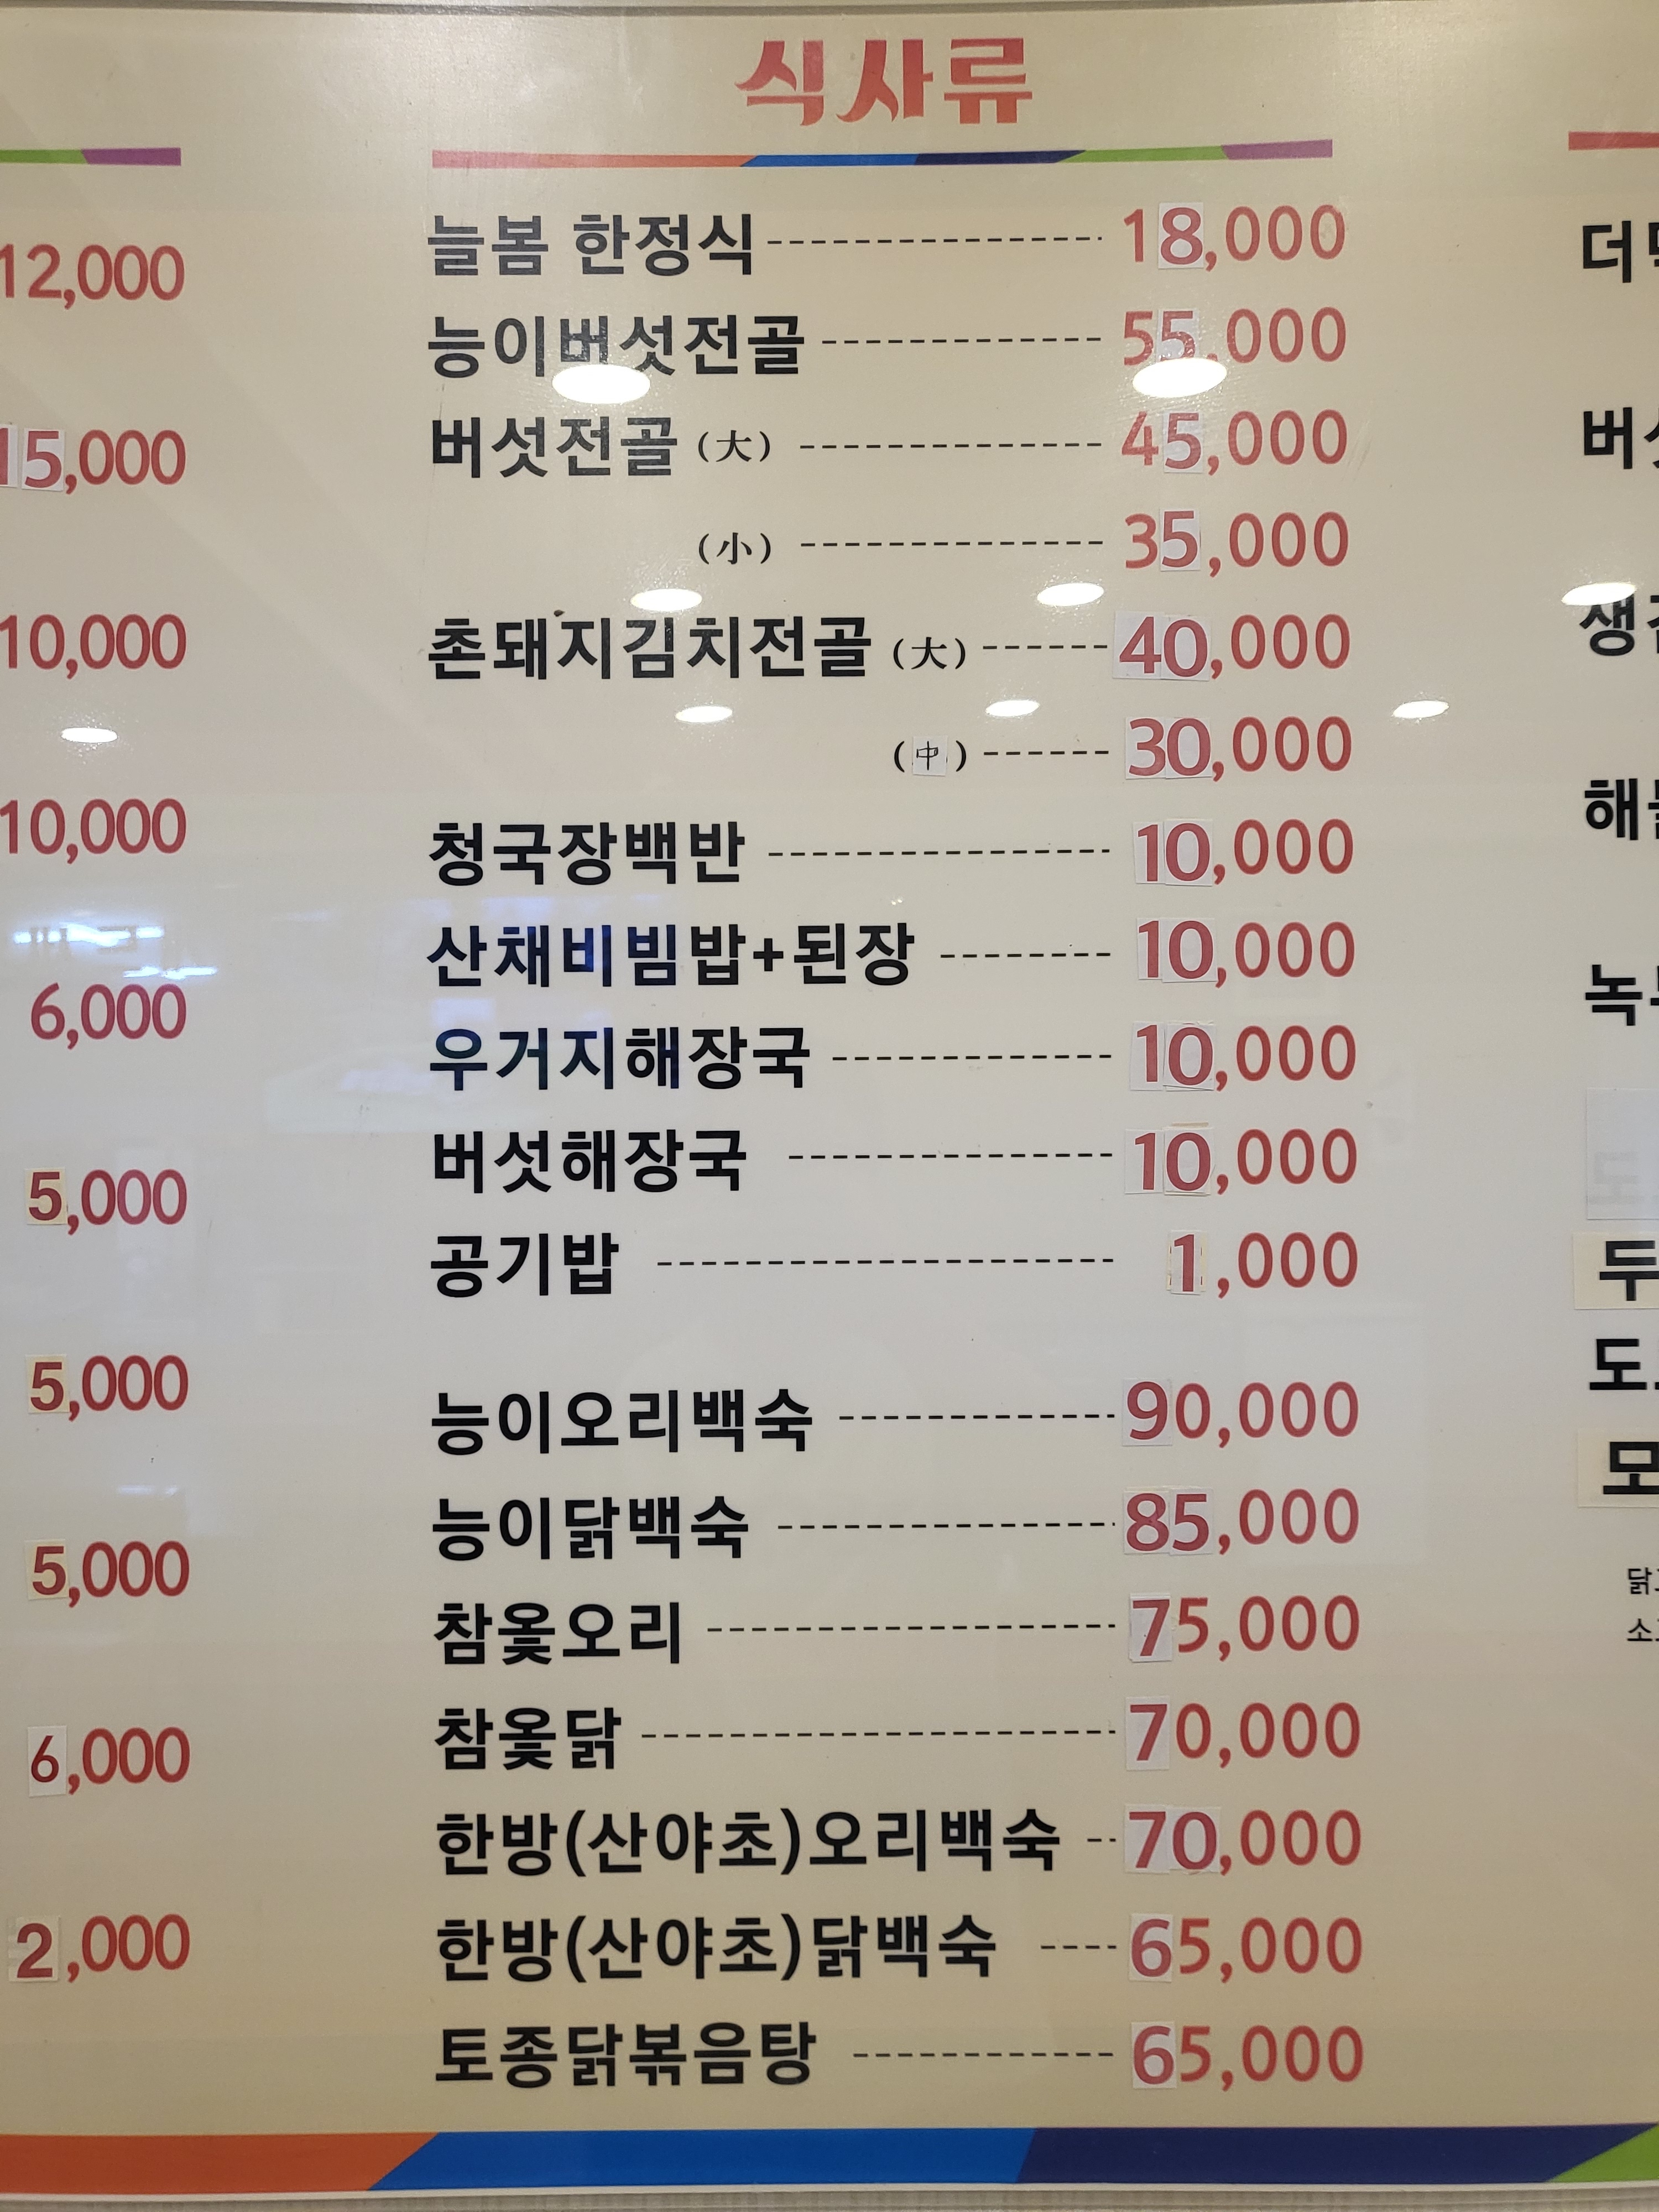 식사류
늘봄 한정식 18,000
능이버섯전골 55,000
버섯전골 (大) 45,000
(小) 35,000
촌돼지김치전골 (大) 40,000
(中) 30,000
청국장백반 10,000
산채비빔밥+된장 10,000
우거지해장국 10,000
버섯해장국 10,000
공기밥 1,000
능이오리백숙 90,000
능이닭백숙 85,000
참옻오리 75,000
참옻닭 70,000
한방(산야초)오리백숙 70,000
한방(산야초)닭백숙 65,000
토종닭볶음탕 65,000
12,000
15,000
10,000
10,000
6,000
5,000
5,000
5,000
6,000
2,000